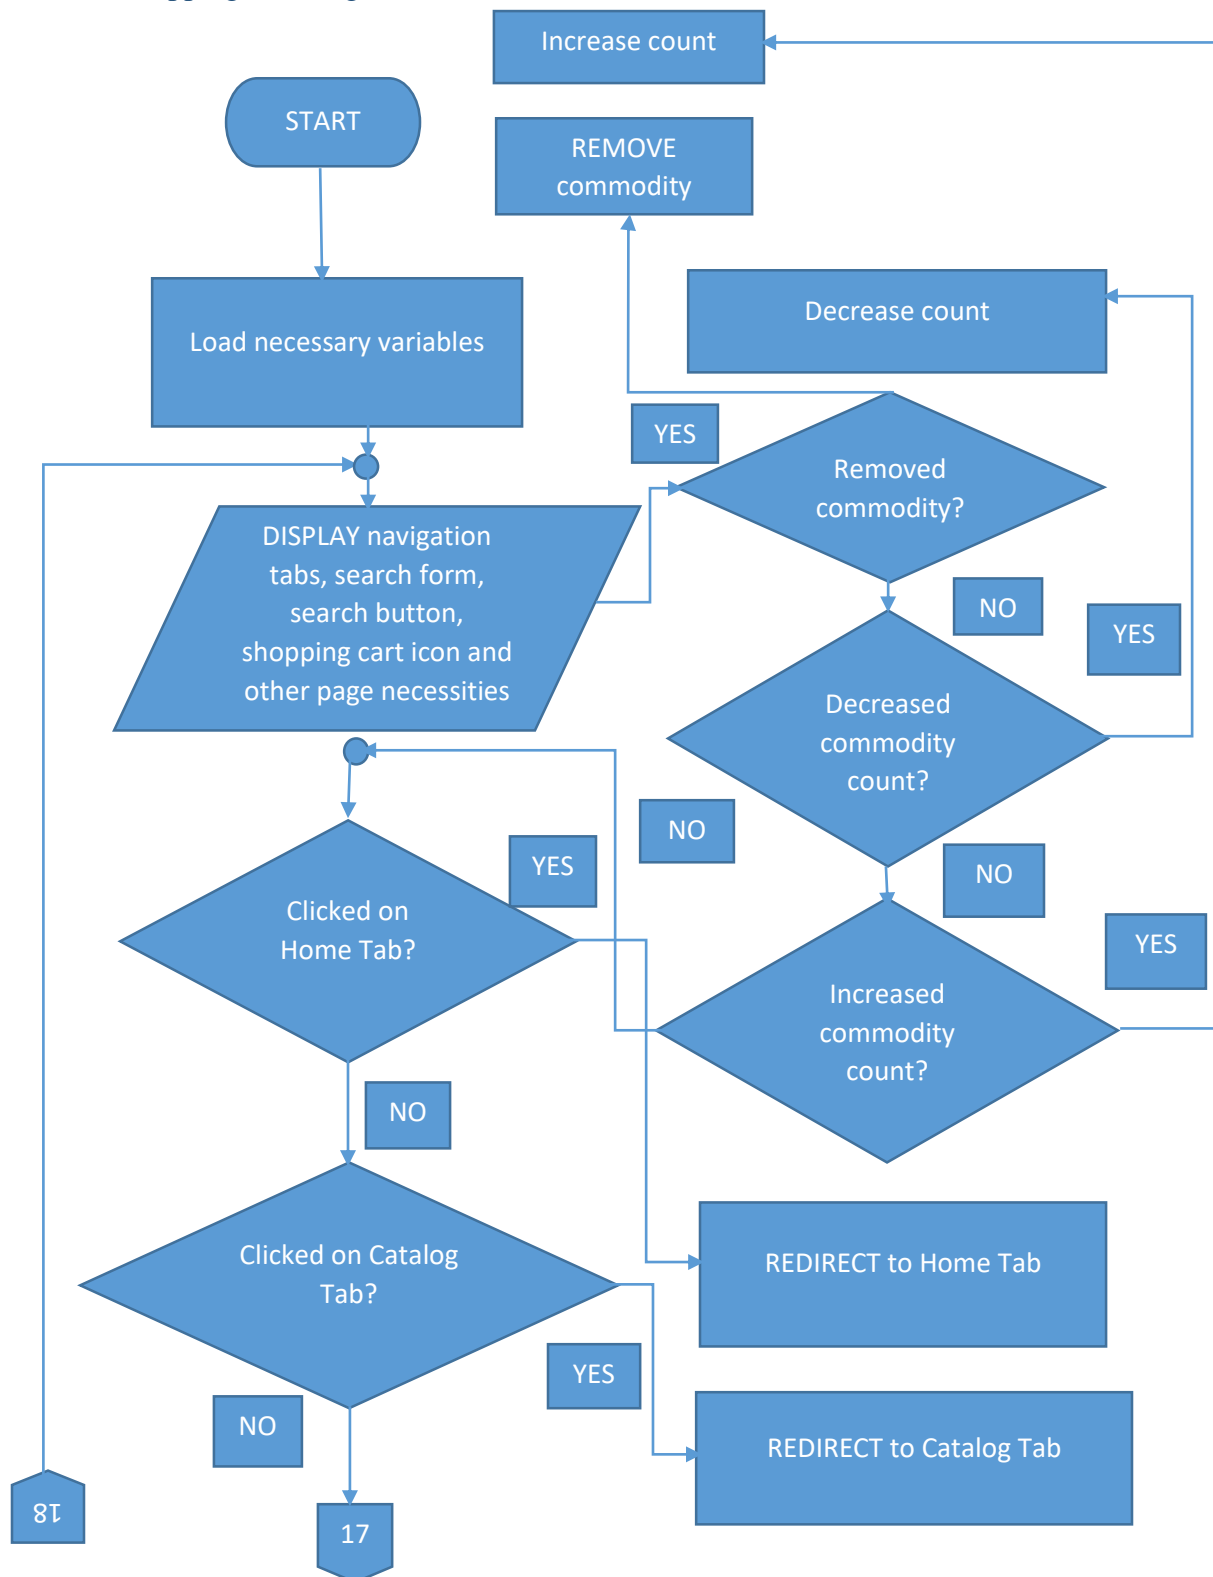 Increase count
START
REMOVE
commodity
Decrease count
Load necessary variables
YES
Removed
commodity?
DISPLAY navigation
tabs, search form,
search button,
shopping cart icon and
other page necessities
NO
YES
Decreased
commodity
count?
NO
YES
NO
Clicked on
Home Tab?
YES
Increased
commodity
count?
NO
REDIRECT to Home Tab
Clicked on Catalog
Tab?
YES
NO
REDIRECT to Catalog Tab
18
17